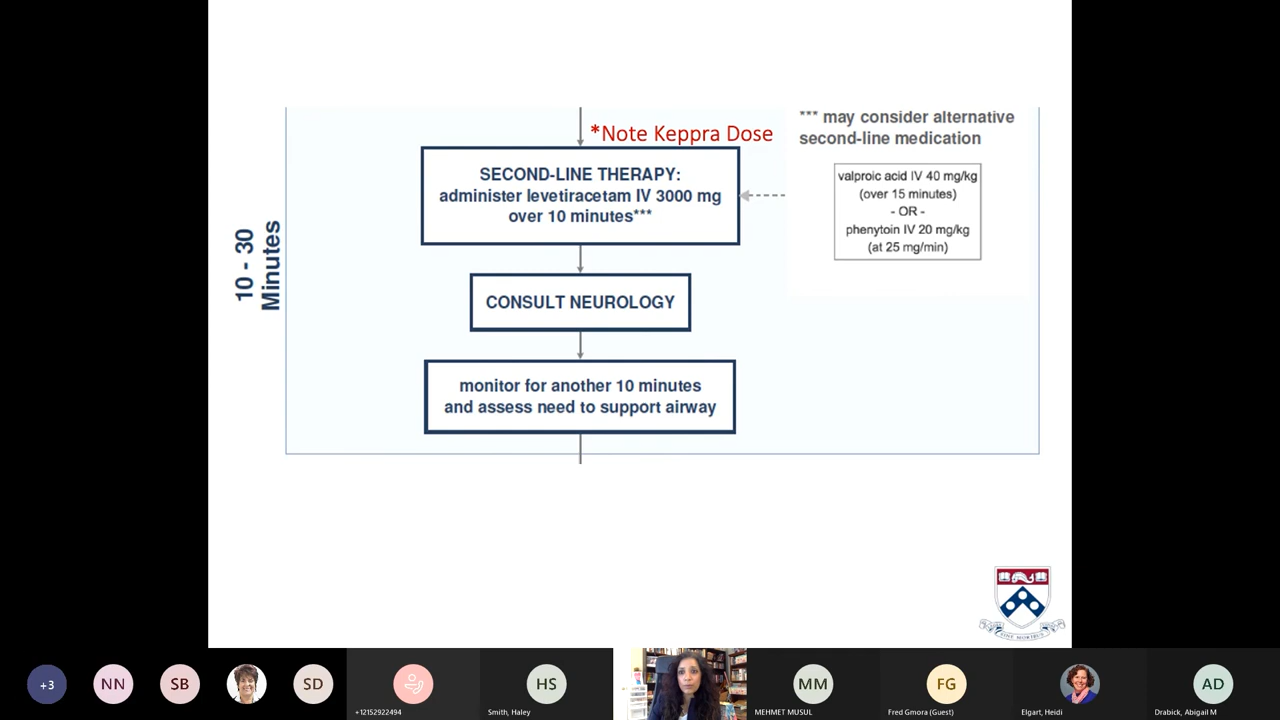 *Note Keppra Dose
*** may consider alternative
second-line medication
SECOND-LINE THERAPY:
administer levetiracetam IV 3000 mg
over 10 minutes***
valproic acid IV 40 mg/kg
(over 15 minutes)
- OR -
phenytoin IV 20 mg/kg
(at 25 mg/min)
10 - 30
Minutes
CONSULT NEUROLOGY
monitor for another 10 minutes
and assess need to support airway
+3
NN
SB
SD
+12152922494
HS
Smith, Haley
MM
MEHMET MUSUL
FG
Fred Gmora (Guest)
Elgart, Heidi
AD
Drabick, Abigail M